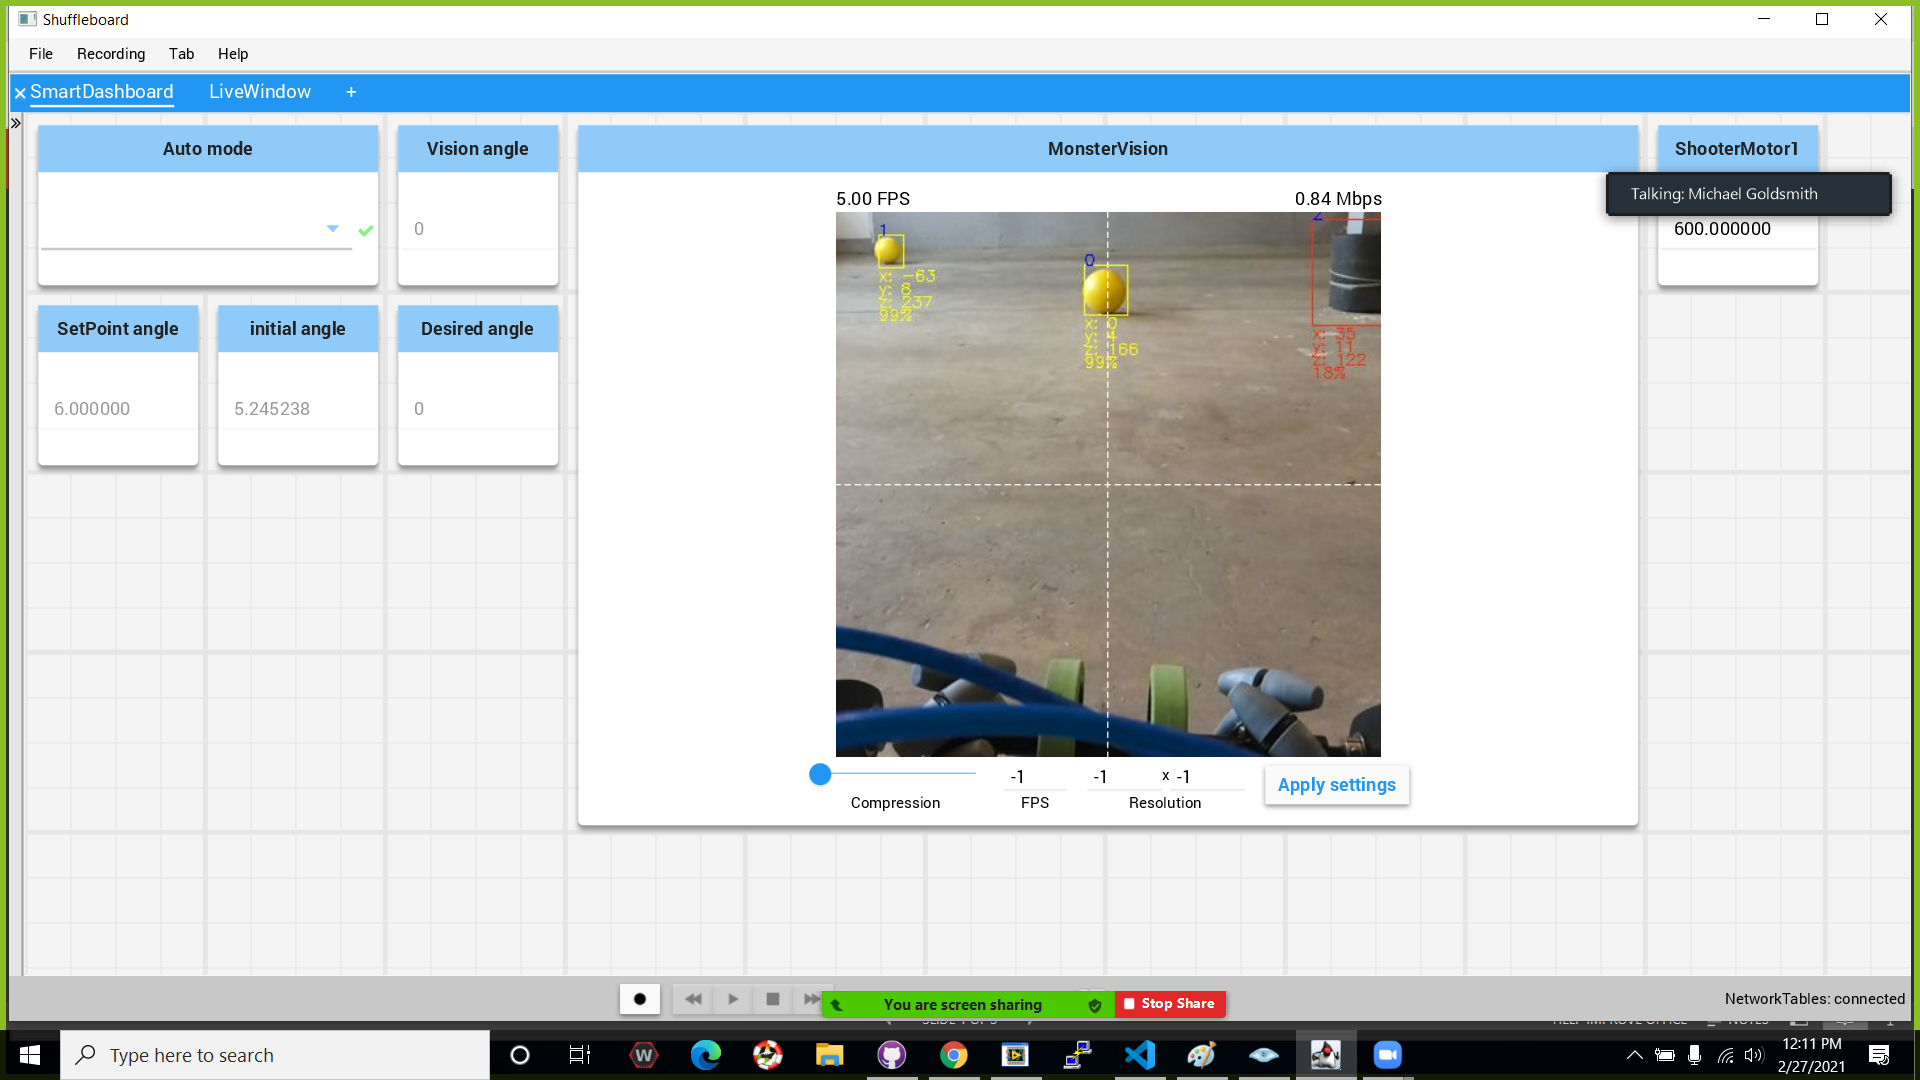 Shuffleboard
File Recording Tab Help
SmartDashboard LiveWindow +
Auto mode
Vision angle
0
MonsterVision
5.00 FPS 0.84 Mbps
1
x: -63
y: 8
z: 237
99%
0
x: 0
y: 4
z: 166
99%
2
x: 35
y: 11
z: 122
18%
ShooterMotor1
Talking: Michael Goldsmith
600.000000
SetPoint angle
6.000000
initial angle
5.245238
Desired angle
0
-1 -1 x -1
Compression FPS Resolution
Apply settings
You are screen sharing
Stop Share
NetworkTables: connected
Type here to search
12:11 PM
2/27/2021